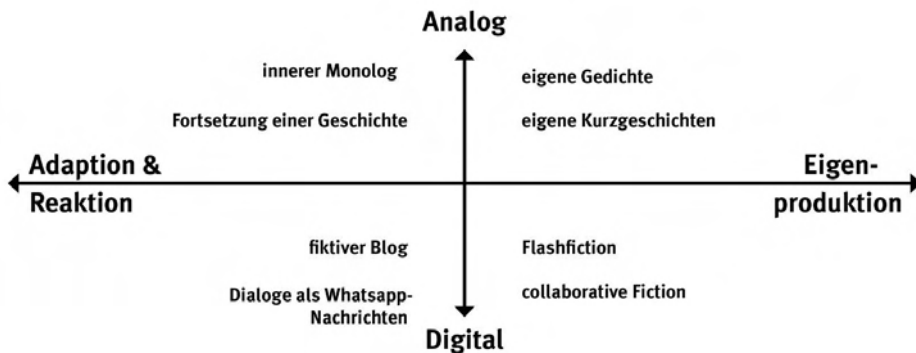 Analog
innerer Monolog
eigene Gedichte
Fortsetzung einer Geschichte
eigene Kurzgeschichten
Adaption &
Reaktion
Eigen-
produktion
fiktiver Blog
Flashfiction
Dialoge als Whatsapp-
Nachrichten
collaborative Fiction
Digital